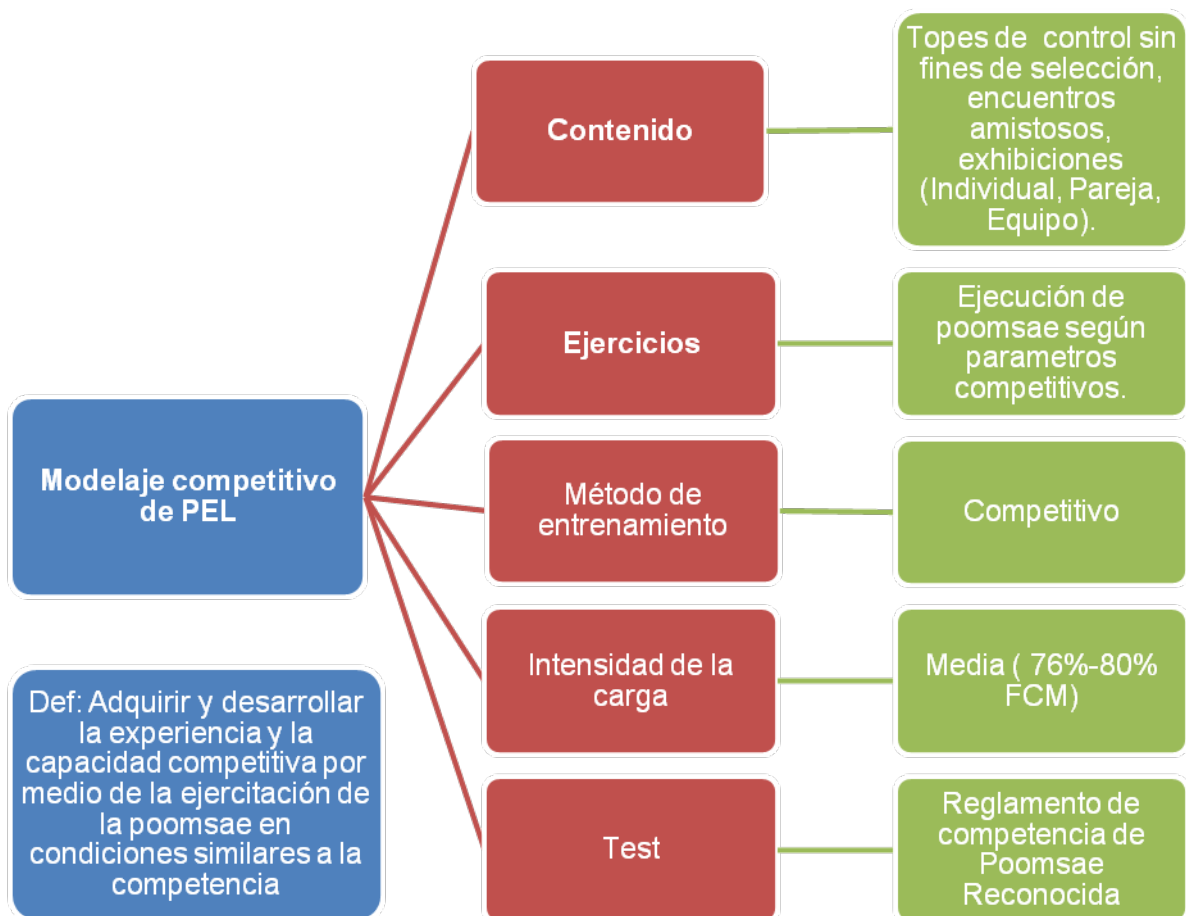 Modelaje competitivo
de PEL
Def: Adquirir y desarrollar
la experiencia y la
capacidad competitiva por
medio de la ejercitación de
la poomsae en
condiciones similares a la
competencia
Contenido
Topes de control sin
fines de selección,
encuentros
amistosos,
exhibiciones
(Individual, Pareja,
Equipo).
Ejercicios
Ejecución de
poomsae según
parametros
competitivos.
Método de
entrenamiento
Competitivo
Intensidad de la
carga
Media ( 76%-80%
FCM)
Test
Reglamento de
competencia de
Poomsae
Reconocida